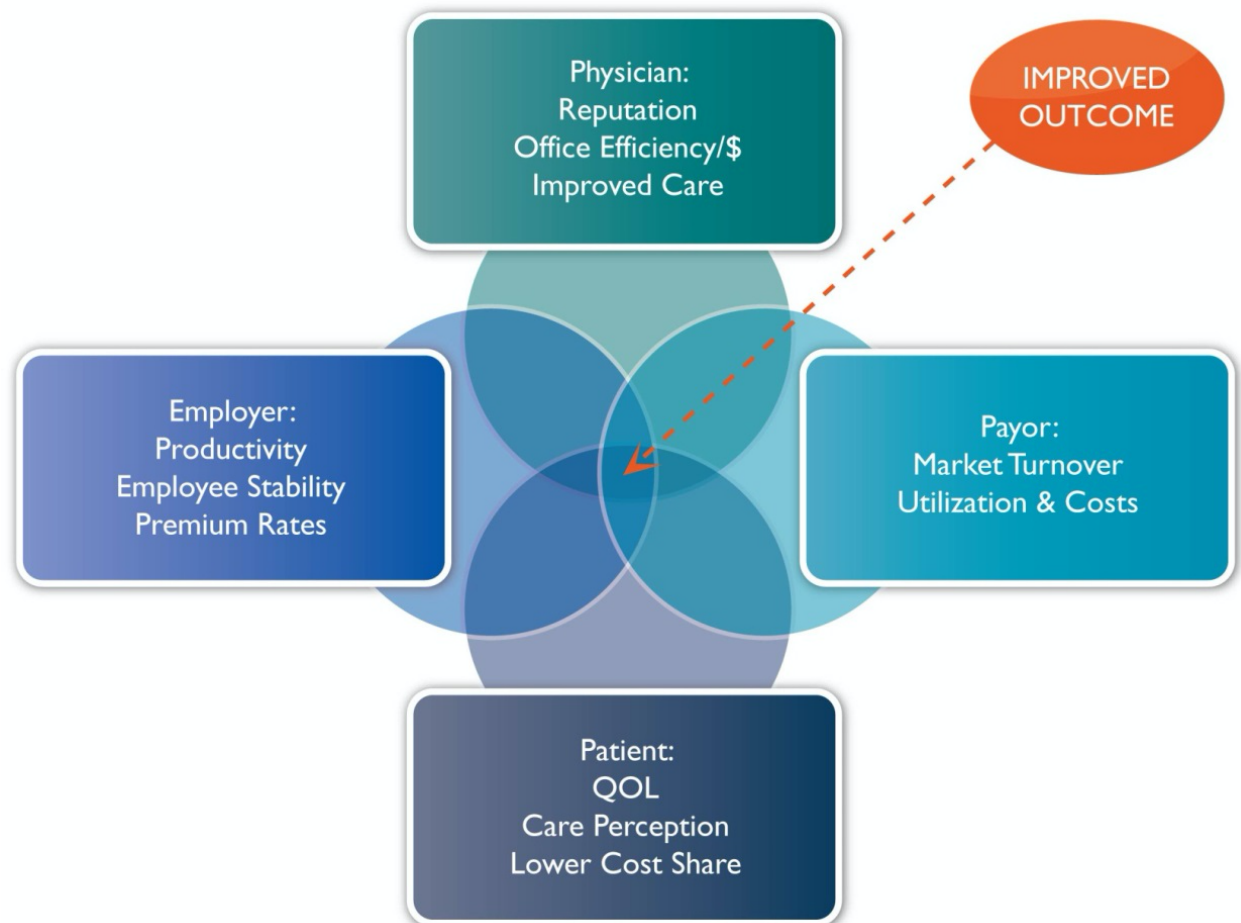 Physician:
Reputation
Office Efficiency/$
Improved Care
IMPROVED
OUTCOME
Employer:
Productivity
Employee Stability
Premium Rates
Payor:
Market Turnover
Utilization & Costs
Patient:
QOL
Care Perception
Lower Cost Share